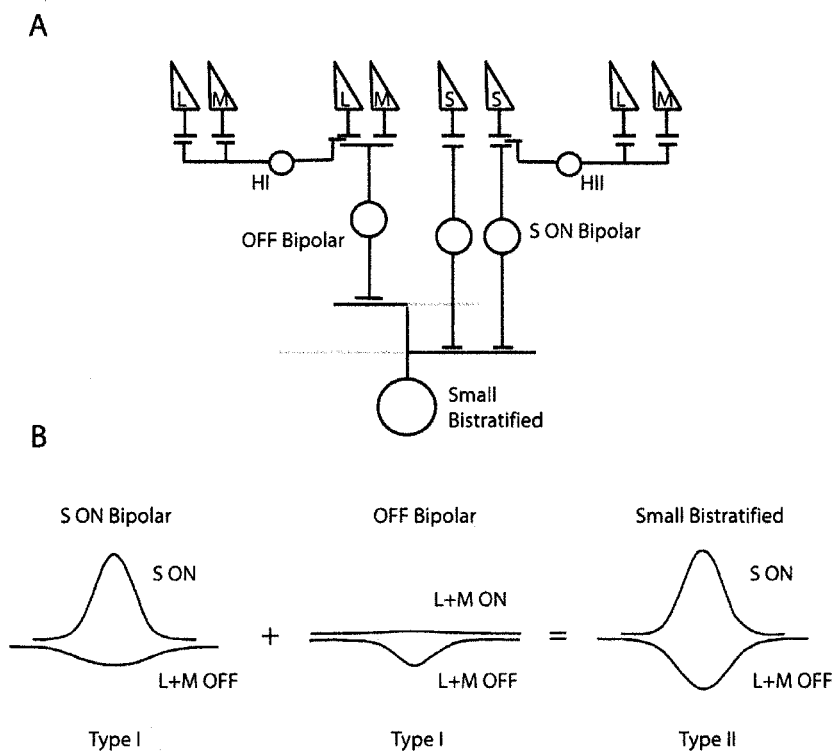 A
L M L M S S L M
HI HII
OFF Bipolar S ON Bipolar
Small
Bistratified
B
S ON Bipolar OFF Bipolar Small Bistratified
S ON L+M ON S ON
+ =
L+M OFF L+M OFF L+M OFF
Type I Type I Type II